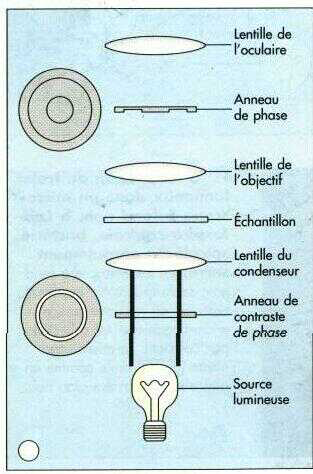 Lentille de
l'oculaire
Anneau
de phase
Lentille de
l'objectif
Échantillon
Lentille du
condenseur
Anneau de
contraste
de phase
Source
lumineuse